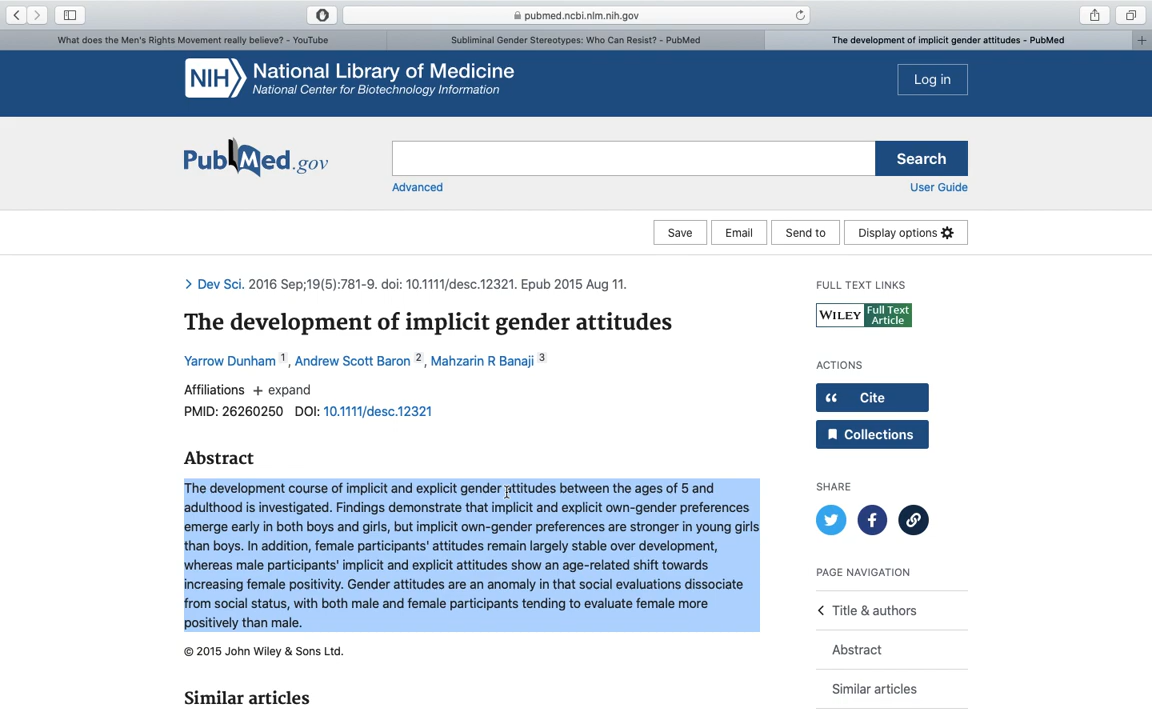 pubmed.ncbi.nlm.nih.gov
What does the Men's Rights Movement really believe? - YouTube
Subliminal Gender Stereotypes: Who Can Resist? - PubMed
The development of implicit gender attitudes - PubMed
NIH
National Library of Medicine
National Center for Biotechnology Information
Log in
PubMed.gov
Search
Advanced
User Guide
Save
Email
Send to
Display options
> Dev Sci. 2016 Sep;19(5):781-9. doi: 10.1111/desc.12321. Epub 2015 Aug 11.
The development of implicit gender attitudes
Yarrow Dunham 1, Andrew Scott Baron 2, Mahzarin R Banaji 3
Affiliations + expand
PMID: 26260250 DOI: 10.1111/desc.12321
Abstract
The development course of implicit and explicit gender attitudes between the ages of 5 and
adulthood is investigated. Findings demonstrate that implicit and explicit own-gender preferences
emerge early in both boys and girls, but implicit own-gender preferences are stronger in young girls
than boys. In addition, female participants' attitudes remain largely stable over development,
whereas male participants' implicit and explicit attitudes show an age-related shift towards
increasing female positivity. Gender attitudes are an anomaly in that social evaluations dissociate
from social status, with both male and female participants tending to evaluate female more
positively than male.
© 2015 John Wiley & Sons Ltd.
Similar articles
FULL TEXT LINKS
WILEY Full Text
Article
ACTIONS
Cite
Collections
SHARE
PAGE NAVIGATION
Title & authors
Abstract
Similar articles